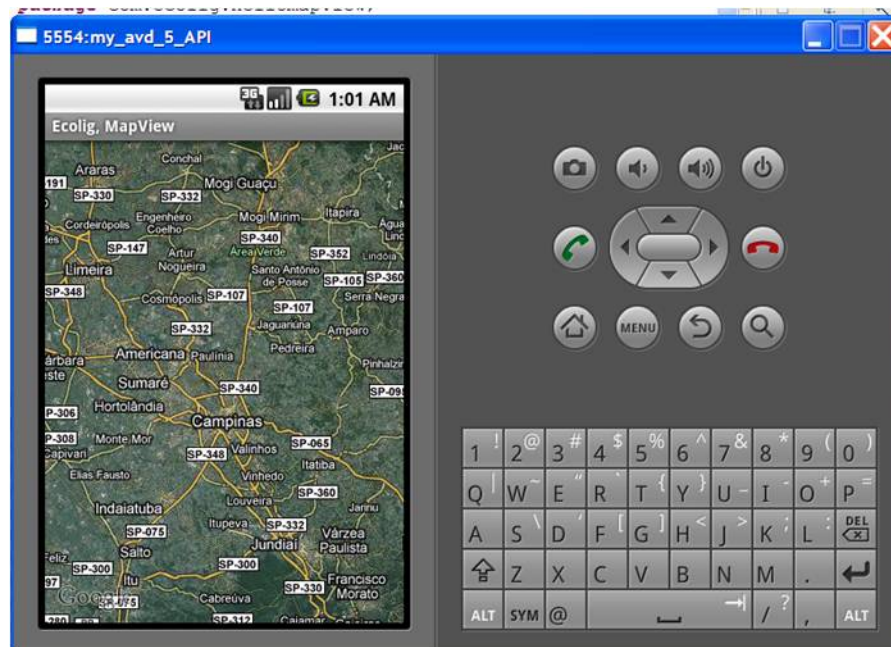 5554:my_avd_5_API
3G 1:01 AM
Ecolig, MapView
Conchal
Araras
Mogi Guaçu
SP-330
SP-332
Engenheiro
Coelho
Mogi Mirim
Itapira
Cordeirópolis
SP-147
SP-340
Area Verde
SP-352
Lindóia
Artur
Nogueira
Limeira
Santo Antônio
de Posse
SP-105
SP-360
SP-348
Cosmópolis
SP-107
Serra Negra
SP-107
SP-332
Jaguariúna
Amparo
Pedreira
Americana
Paulínia
Sumaré
SP-340
Hortolândia
SP-306
Campinas
SP-308
Monte Mor
SP-065
Capivari
SP-348
Valinhos
Itatiba
Elias Fausto
Vinhedo
SP-360
Louveira
Jarinu
Indaiatuba
Itupeva
SP-332
SP-075
Várzea
Paulista
Jundiaí
Salto
SP-300
SP-300
Itu
SP-330
Francisco
Morato
Google
Cabreúva
SP-312
Cajamar
MENU
1 ! 2 @ 3 # 4 $ 5 % 6 ^ 7 & 8 * 9 ( 0 )
Q | W ~ E " R ` T { Y } U _ I - O + P =
A S \ D ' F [ G ] H < J > K ; L : DEL
Z X C V B N M .
ALT SYM @ / ? , ALT